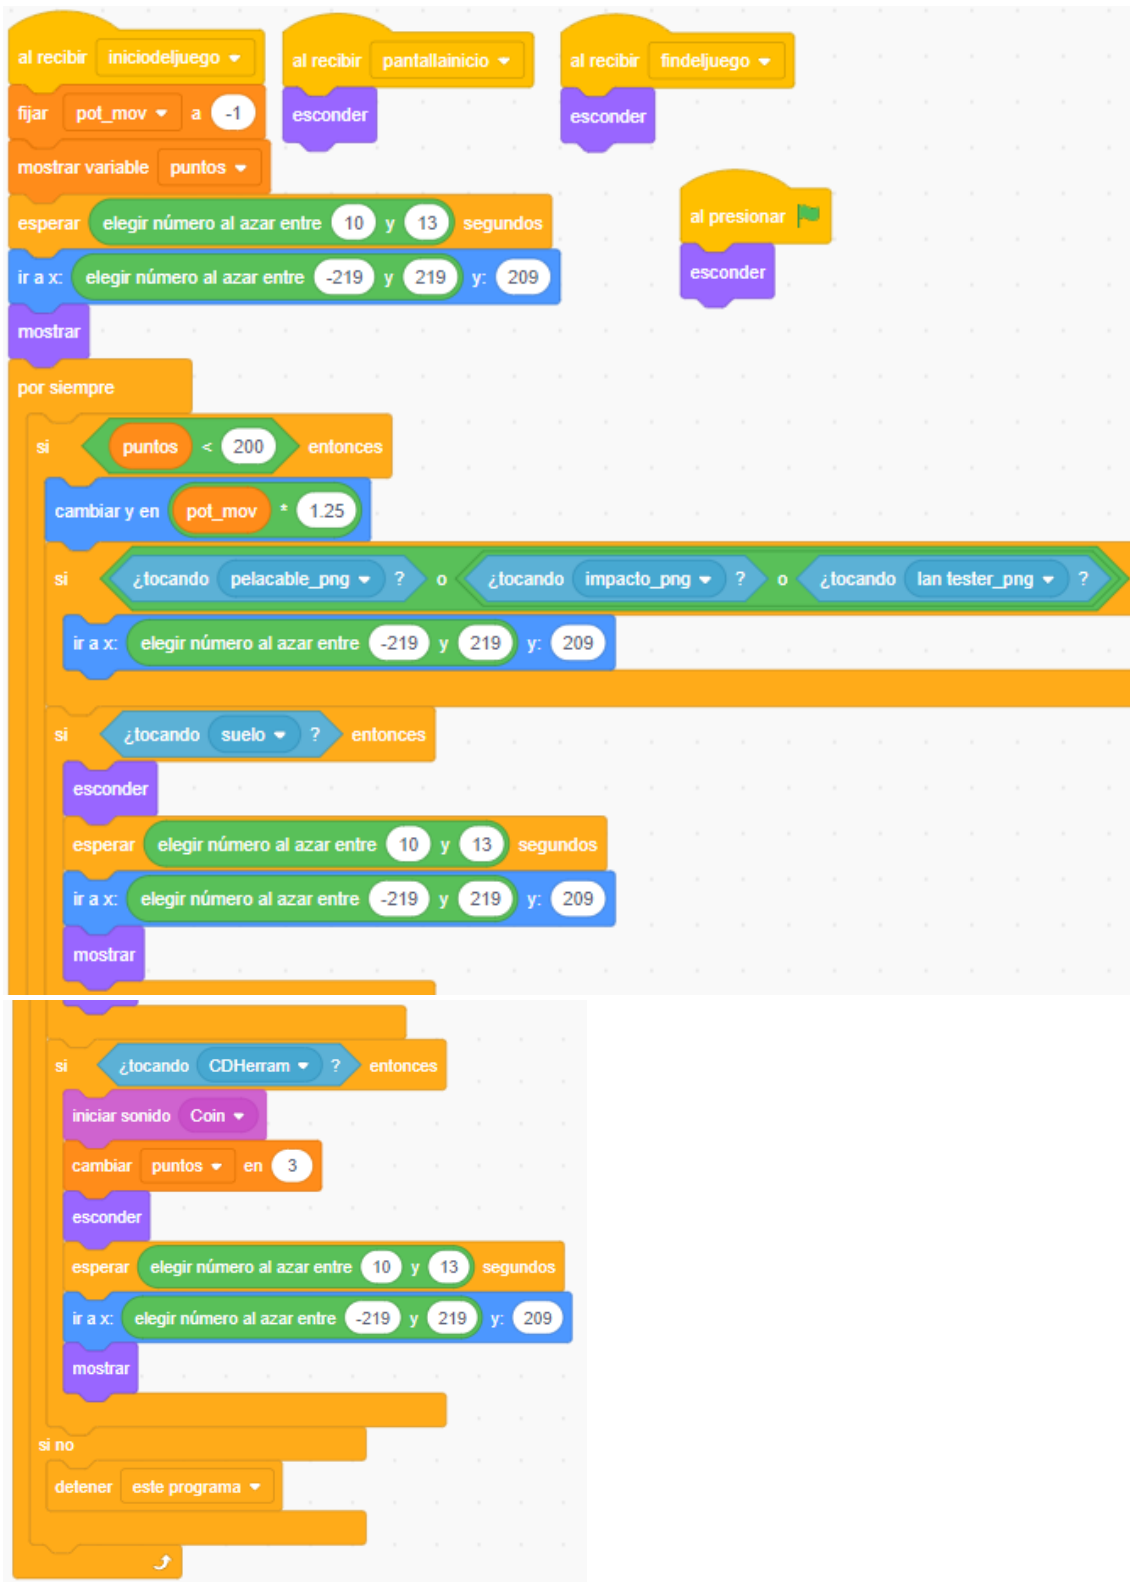 al recibir iniciodeljuego
fijar pot_mov a -1
mostrar variable puntos
esperar elegir número al azar entre 10 y 13 segundos
ir a x: elegir número al azar entre -219 y 219 y: 209
mostrar
por siempre
si puntos < 200 entonces
cambiar y en pot_mov * 1.25
si ¿tocando pelacable_png ? o ¿tocando impacto_png ? o ¿tocando lan tester_png ?
ir a x: elegir número al azar entre -219 y 219 y: 209
si ¿tocando suelo ? entonces
esconder
esperar elegir número al azar entre 10 y 13 segundos
ir a x: elegir número al azar entre -219 y 219 y: 209
mostrar
si ¿tocando CDHerram ? entonces
iniciar sonido Coin
cambiar puntos en 3
esconder
esperar elegir número al azar entre 10 y 13 segundos
ir a x: elegir número al azar entre -219 y 219 y: 209
mostrar
si no
detener este programa
al recibir pantallainicio
esconder
al recibir findeljuego
esconder
al presionar
esconder